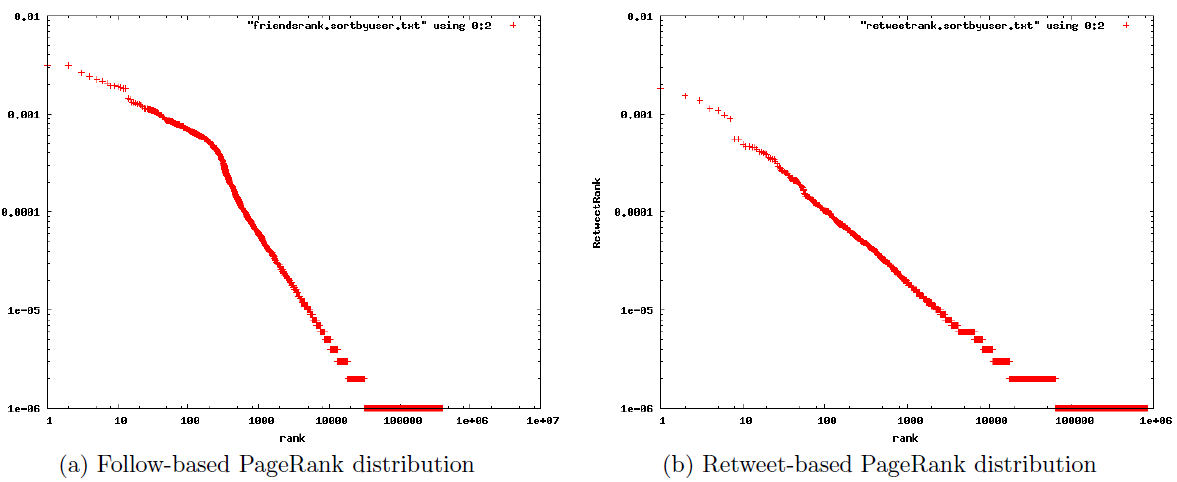 "friendsrank.sortbyuser.txt" using 0:2
0.01
0.001
0.0001
1e-05
1e-06
1 10 100 1000 10000 100000 1e+06 1e+07
rank
(a) Follow-based PageRank distribution
"retweetrank.sortbyuser.txt" using 0:2
RetweetRank
0.01
0.001
0.0001
1e-05
1e-06
1 10 100 1000 10000 100000 1e+06
rank
(b) Retweet-based PageRank distribution